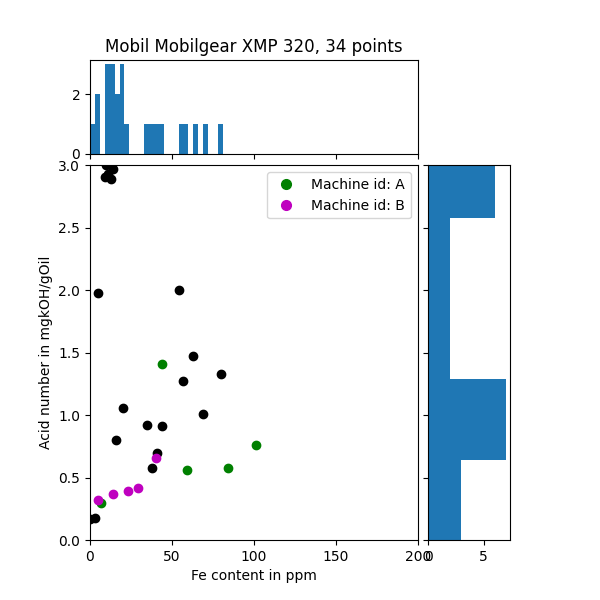 Mobil Mobilgear XMP 320, 34 points
2
0
3.0
2.5
2.0
1.5
1.0
0.5
0.0
Acid number in mgkOH/gOil
Machine id: A
Machine id: B
0 50 100 150 200
0 5
Fe content in ppm